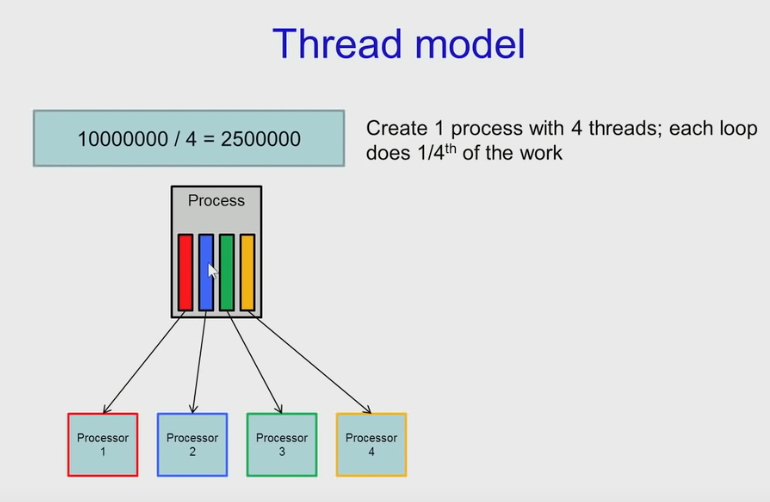 Thread model
10000000 / 4 = 2500000
Create 1 process with 4 threads; each loop
does 1/4th of the work
Process
Processor
1
Processor
2
Processor
3
Processor
4